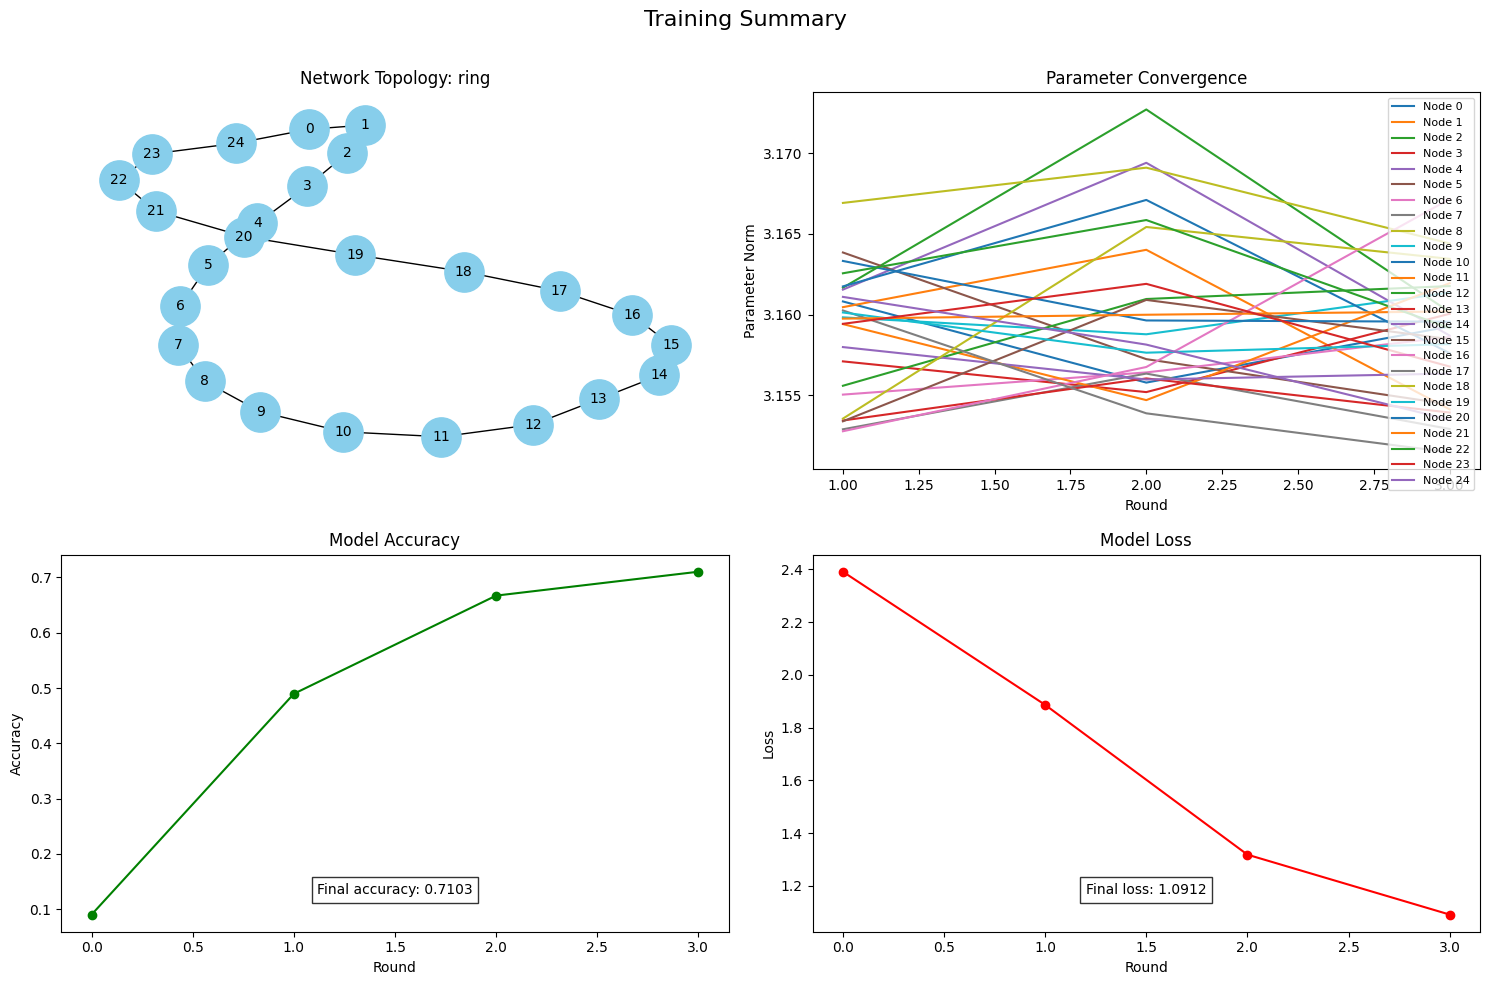 Training Summary
Network Topology: ring
0
1
2
3
4
5
6
7
8
9
10
11
12
13
14
15
16
17
18
19
20
21
22
23
24
Parameter Convergence
Parameter Norm
3.170
3.165
3.160
3.155
1.00 1.25 1.50 1.75 2.00 2.25 2.50 2.75 3.00
Round
Node 0
Node 1
Node 2
Node 3
Node 4
Node 5
Node 6
Node 7
Node 8
Node 9
Node 10
Node 11
Node 12
Node 13
Node 14
Node 15
Node 16
Node 17
Node 18
Node 19
Node 20
Node 21
Node 22
Node 23
Node 24
Model Accuracy
Accuracy
0.7
0.6
0.5
0.4
0.3
0.2
0.1
Final accuracy: 0.7103
0.0 0.5 1.0 1.5 2.0 2.5 3.0
Round
Model Loss
Loss
2.4
2.2
2.0
1.8
1.6
1.4
1.2
Final loss: 1.0912
0.0 0.5 1.0 1.5 2.0 2.5 3.0
Round